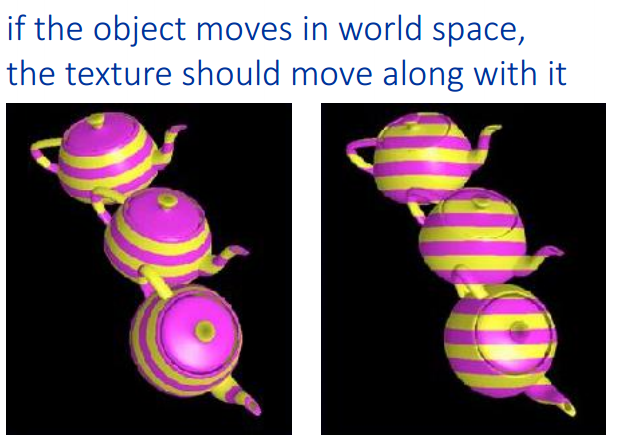 if the object moves in world space,
the texture should move along with it